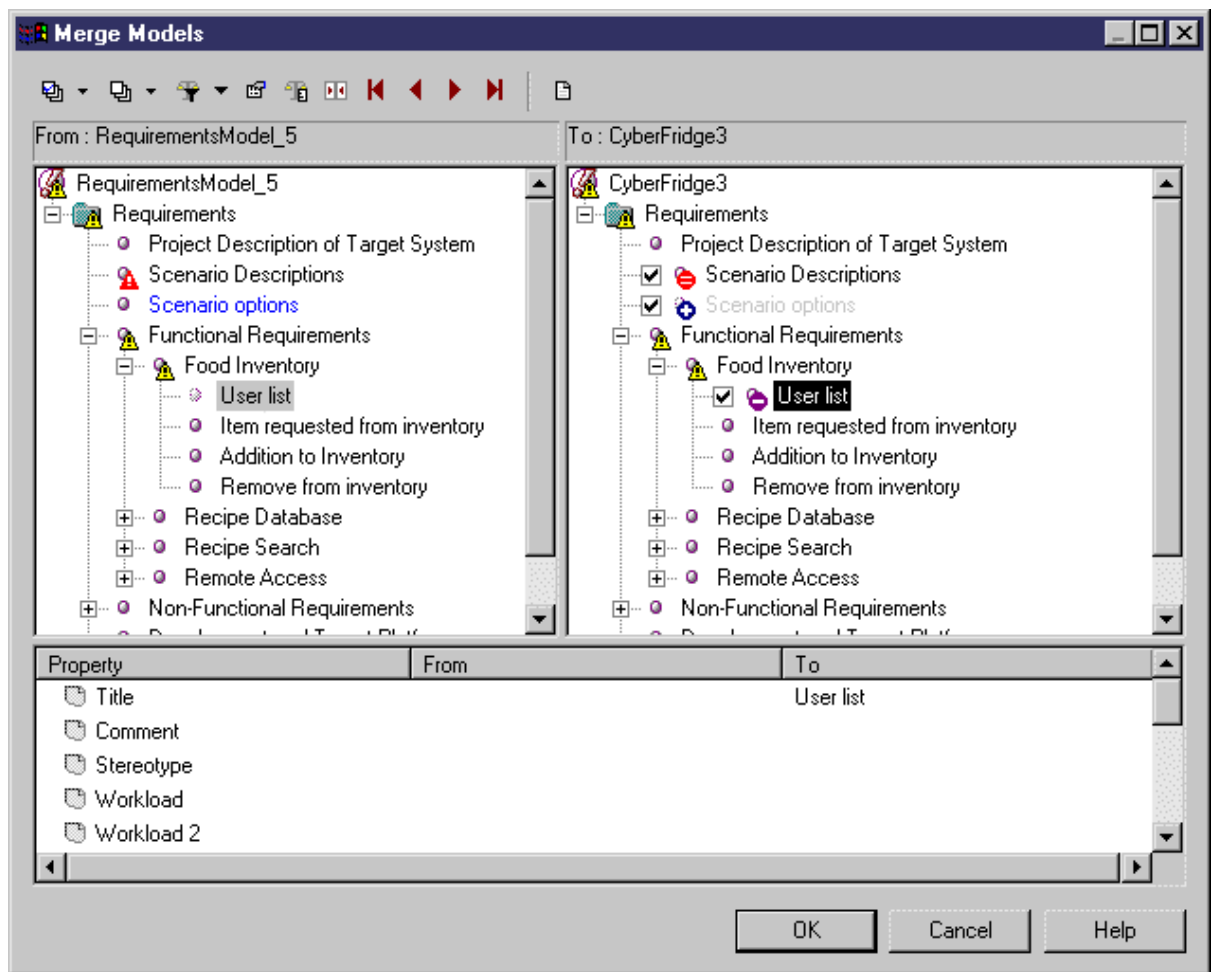 Merge Models
From : RequirementsModel_5
To : CyberFridge3
RequirementsModel_5
Requirements
Project Description of Target System
Scenario Descriptions
Scenario options
Functional Requirements
Food Inventory
User list
Item requested from inventory
Addition to Inventory
Remove from inventory
Recipe Database
Recipe Search
Remote Access
Non-Functional Requirements
CyberFridge3
Requirements
Project Description of Target System
Scenario Descriptions
Scenario options
Functional Requirements
Food Inventory
User list
Item requested from inventory
Addition to Inventory
Remove from inventory
Recipe Database
Recipe Search
Remote Access
Non-Functional Requirements
Property From To
Title User list
Comment
Stereotype
Workload
Workload 2
OK Cancel Help